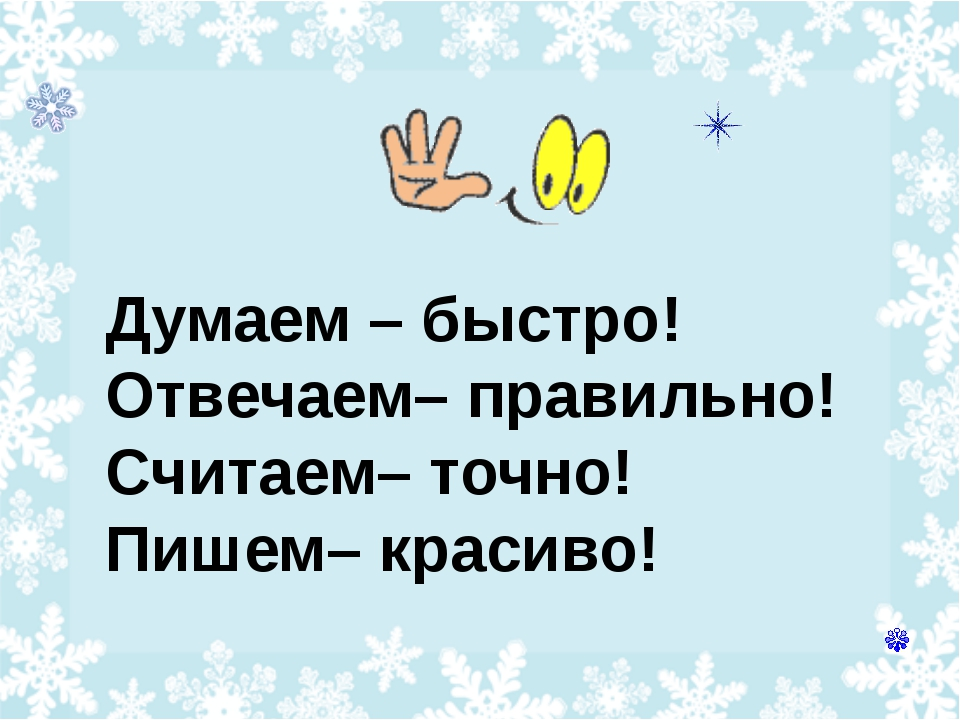 Думаем – быстро!
Отвечаем– правильно!
Считаем– точно!
Пишем– красиво!